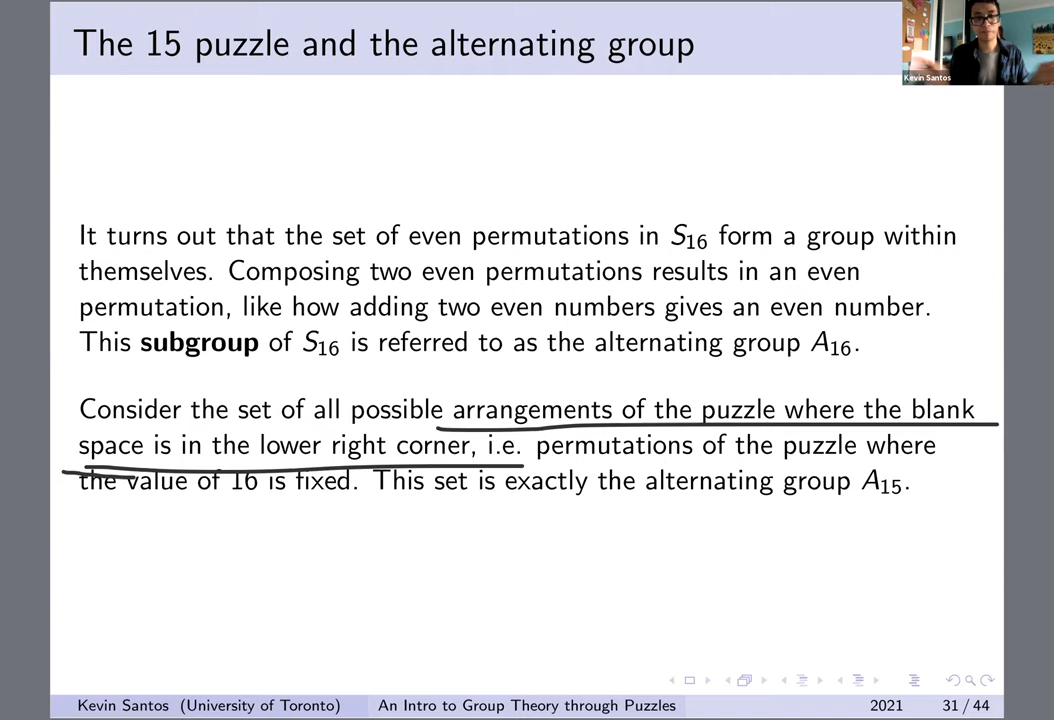 The 15 puzzle and the alternating group
Kevin Santos
It turns out that the set of even permutations in S₁₆ form a group within
themselves. Composing two even permutations results in an even
permutation, like how adding two even numbers gives an even number.
This subgroup of S₁₆ is referred to as the alternating group A₁₆.
Consider the set of all possible arrangements of the puzzle where the blank
space is in the lower right corner, i.e. permutations of the puzzle where
the value of 16 is fixed. This set is exactly the alternating group A₁₅.
Kevin Santos (University of Toronto) An Intro to Group Theory through Puzzles 2021 31 / 44